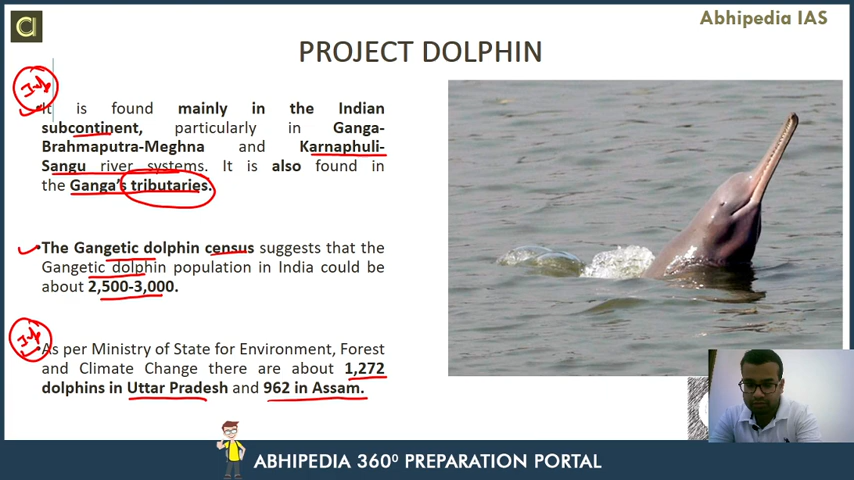 Abhipedia IAS
PROJECT DOLPHIN
Imp
It is found mainly in the Indian
subcontinent, particularly in Ganga-
Brahmaputra-Meghna and Karnaphuli-
Sangu river systems. It is also found in
the Ganga's tributaries.
•The Gangetic dolphin census suggests that the
Gangetic dolphin population in India could be
about 2,500-3,000.
Imp
As per Ministry of State for Environment, Forest
and Climate Change there are about 1,272
dolphins in Uttar Pradesh and 962 in Assam.
ABHIPEDIA 360⁰ PREPARATION PORTAL